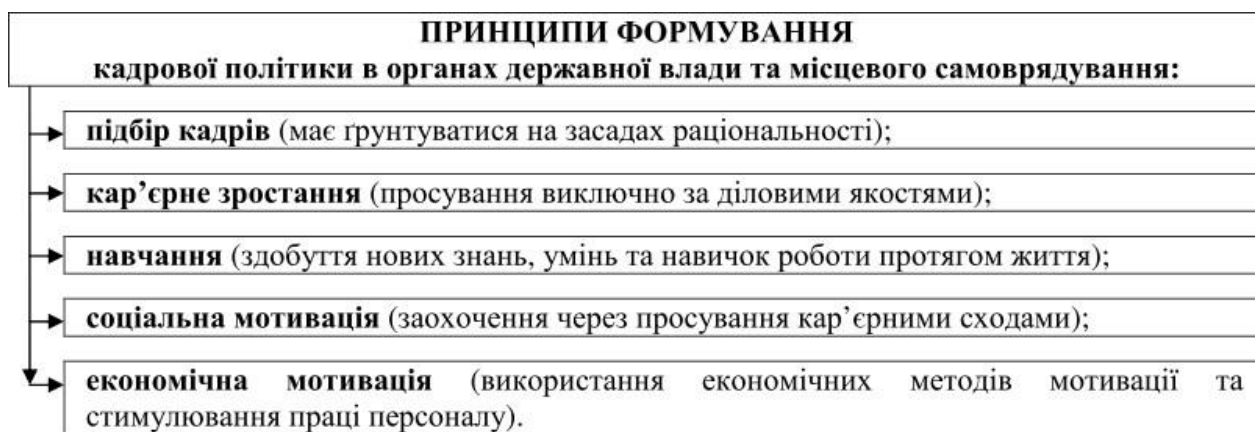 ПРИНЦИПИ ФОРМУВАННЯ
кадрової політики в органах державної влади та місцевого самоврядування:
підбір кадрів (має ґрунтуватися на засадах раціональності);
кар’єрне зростання (просування виключно за діловими якостями);
навчання (здобуття нових знань, умінь та навичок роботи протягом життя);
соціальна мотивація (заохочення через просування кар’єрними сходами);
економічна мотивація (використання економічних методів мотивації та
стимулювання праці персоналу).